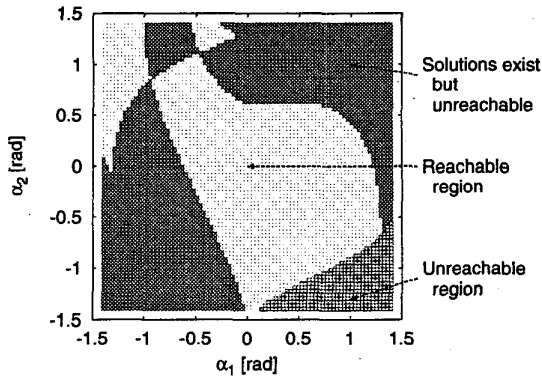 1.5
1
0.5
0
-0.5
-1
-1.5
α2 [rad]
-1.5
-1
-0.5
0
0.5
1
1.5
α1 [rad]
Solutions exist
but
unreachable
Reachable
region
Unreachable
region